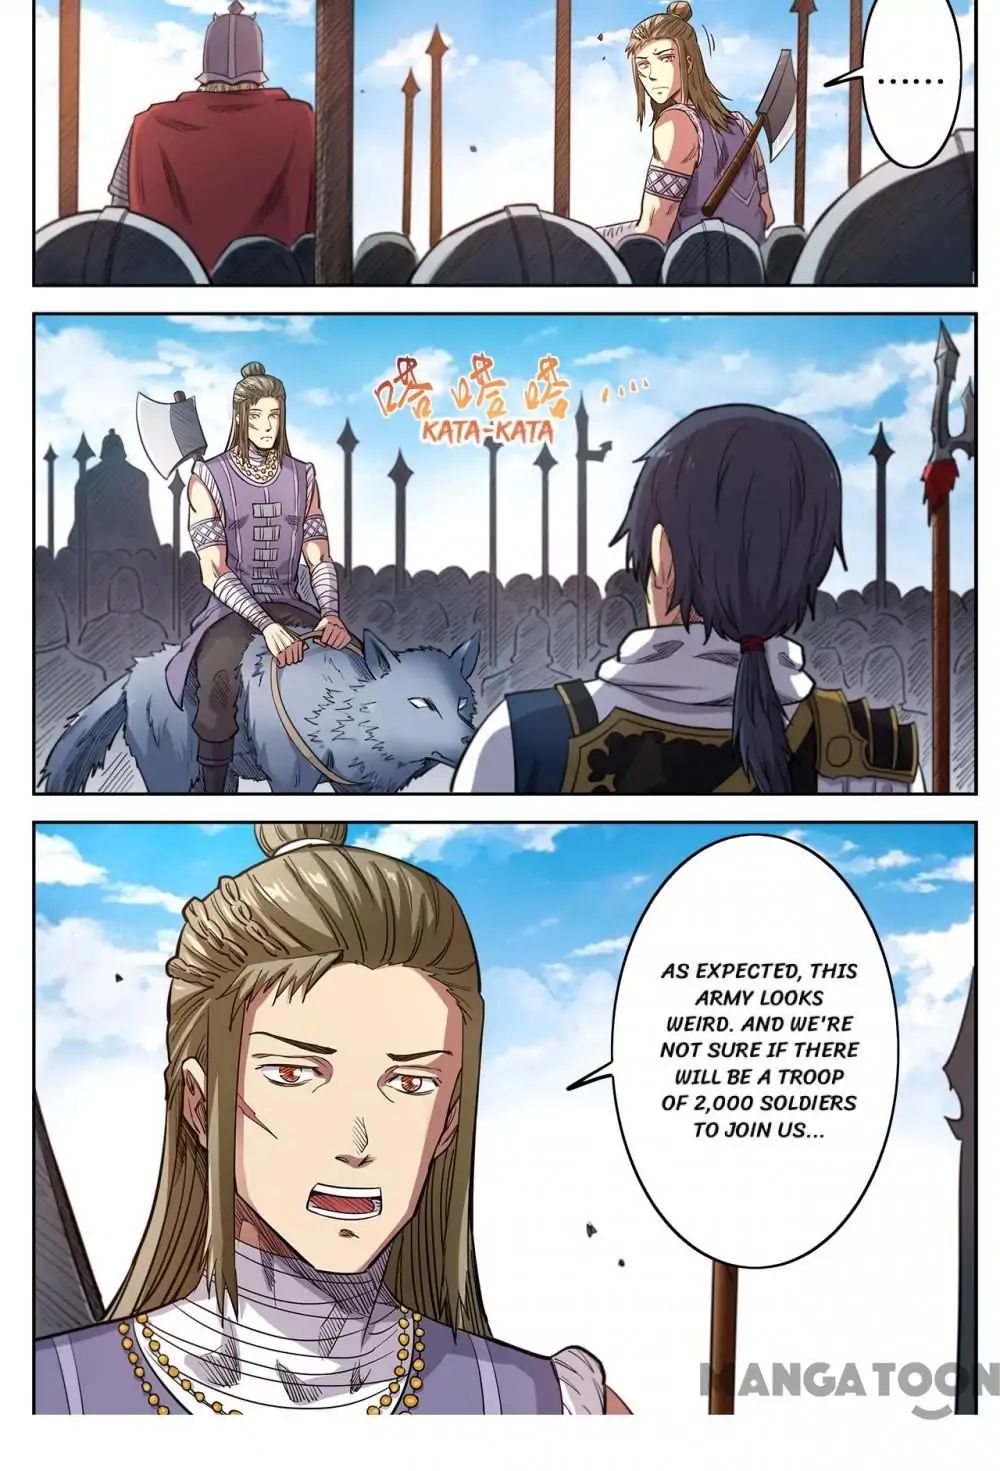 ......
嗒嗒嗒....
KATA-KATA
AS EXPECTED, THIS
ARMY LOOKS
WEIRD. AND WE'RE
NOT SURE IF THERE
WILL BE A TROOP
OF 2,000 SOLDIERS
TO JOIN US...
MANGATOON